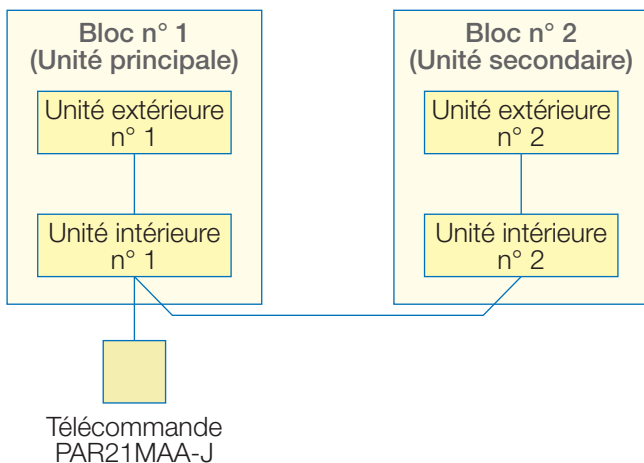 Bloc n° 1
(Unité principale)
Unité extérieure
n° 1
Unité intérieure
n° 1
Télécommande
PAR21MAA-J
Bloc n° 2
(Unité secondaire)
Unité extérieure
n° 2
Unité intérieure
n° 2